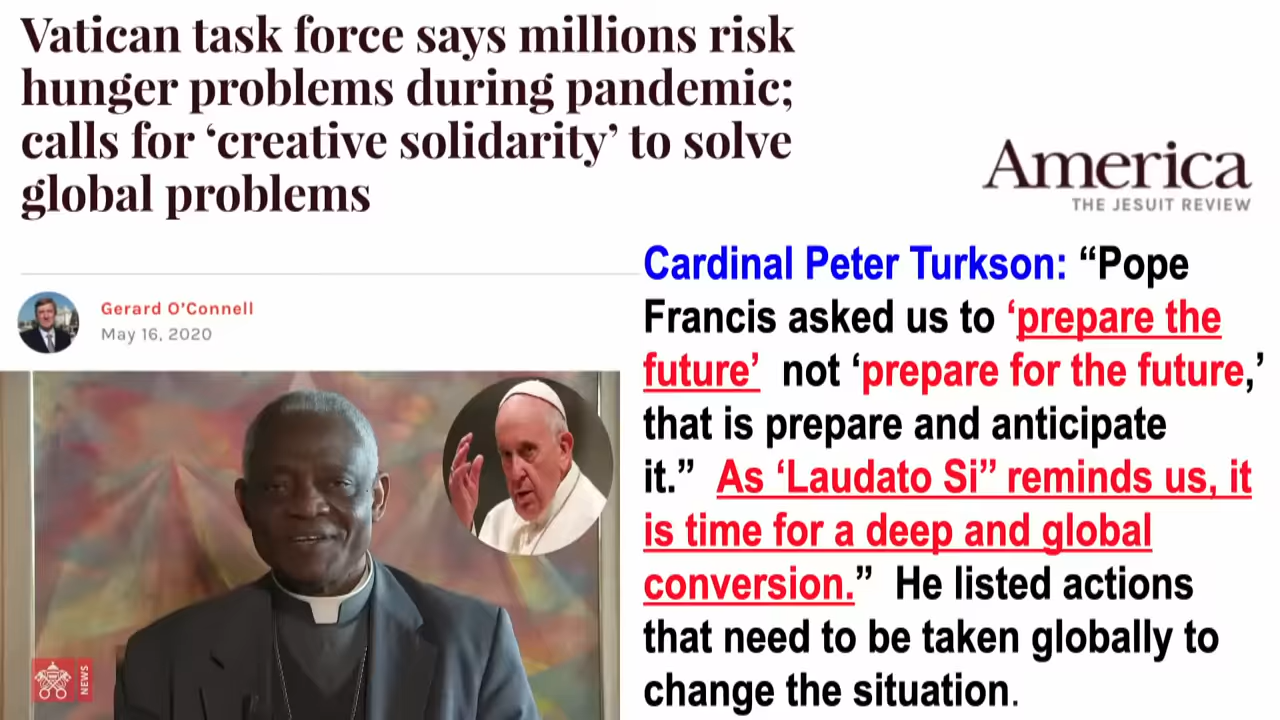 Vatican task force says millions risk
hunger problems during pandemic;
calls for ‘creative solidarity’ to solve
global problems
America
THE JESUIT REVIEW
Gerard O’Connell
May 16, 2020
Cardinal Peter Turkson: “Pope
Francis asked us to ‘prepare the
future’ not ‘prepare for the future,’
that is prepare and anticipate
it.” As ‘Laudato Si” reminds us, it
is time for a deep and global
conversion.” He listed actions
that need to be taken globally to
change the situation.
NEWS